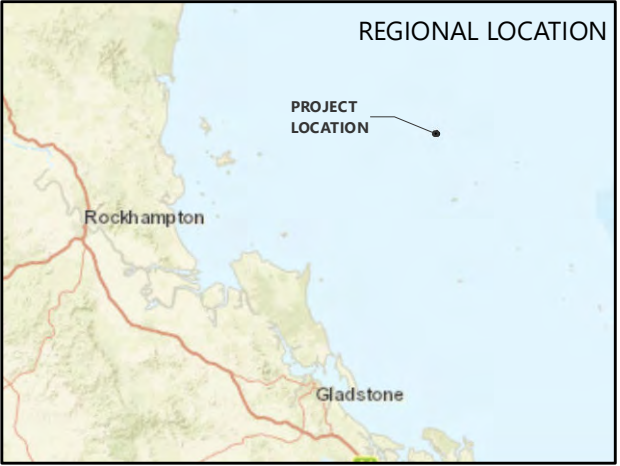 REGIONAL LOCATION
PROJECT
LOCATION
Rockhampton
Gladstone